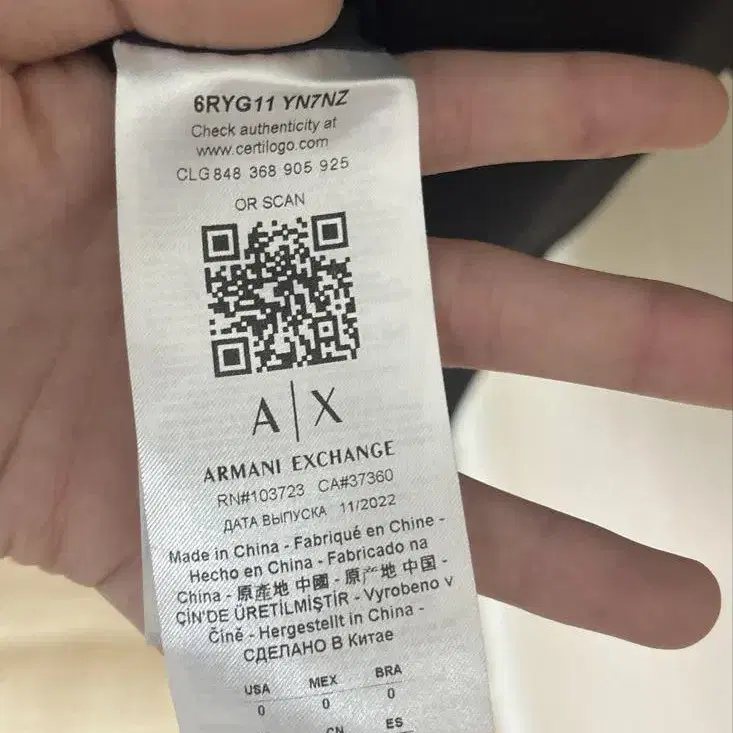 6RYG11 YN7NZ
Check authenticity at
www.certilogo.com
CLG 848 368 905 925
OR SCAN
A|X
ARMANI EXCHANGE
RN#103723 CA#37360
ДАТА ВЫПУСКА 11/2022
Made in China - Fabriqué en Chine -
Hecho en China - Fabricado na
China - 原產地 中國 - 原产地 中国 -
ÇİN'DE ÜRETİLMİŞTİR - Vyrobeno v
Číně - Hergestellt in China -
СДЕЛАНО В Китае
USA MEX BRA
0 0 0
CN ES